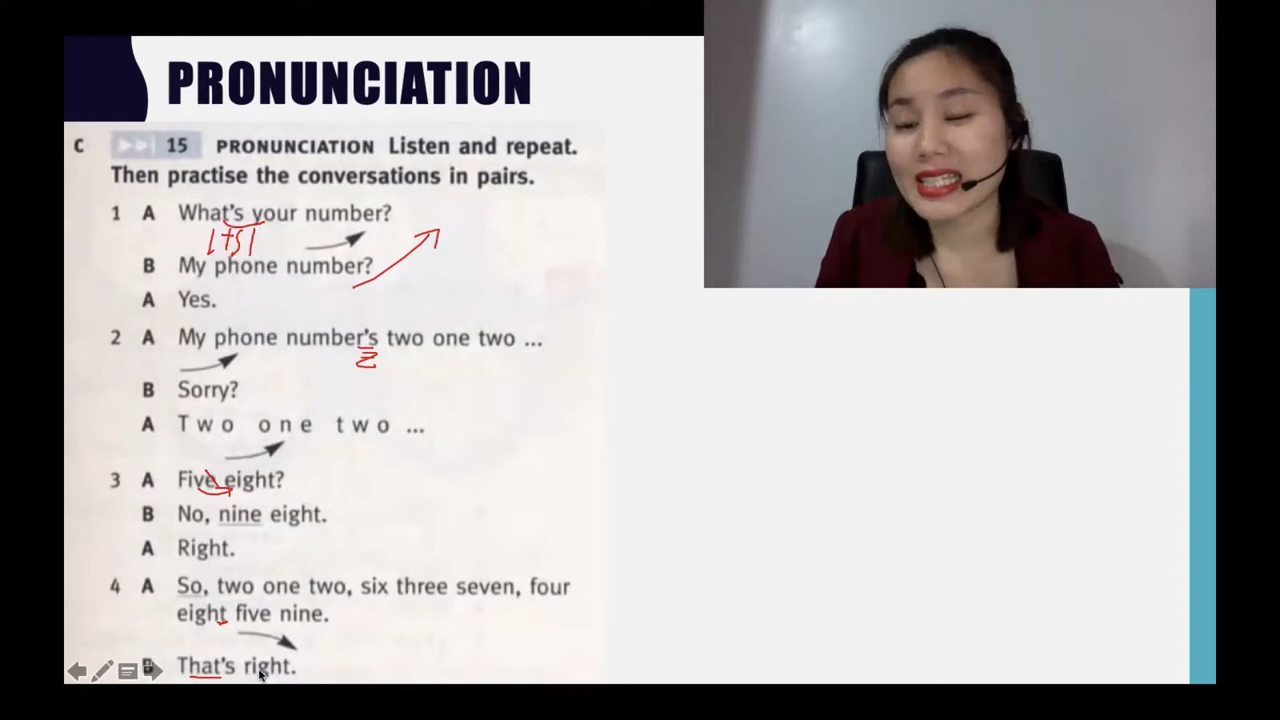 PRONUNCIATION
C 15 PRONUNCIATION Listen and repeat.
Then practise the conversations in pairs.
1 A What's your number?
/ts/
B My phone number?
A Yes.
2 A My phone number's two one two ...
z
B Sorry?
A Two one two ...
3 A Five eight?
B No, nine eight.
A Right.
4 A So, two one two, six three seven, four
eight five nine.
B That's right.